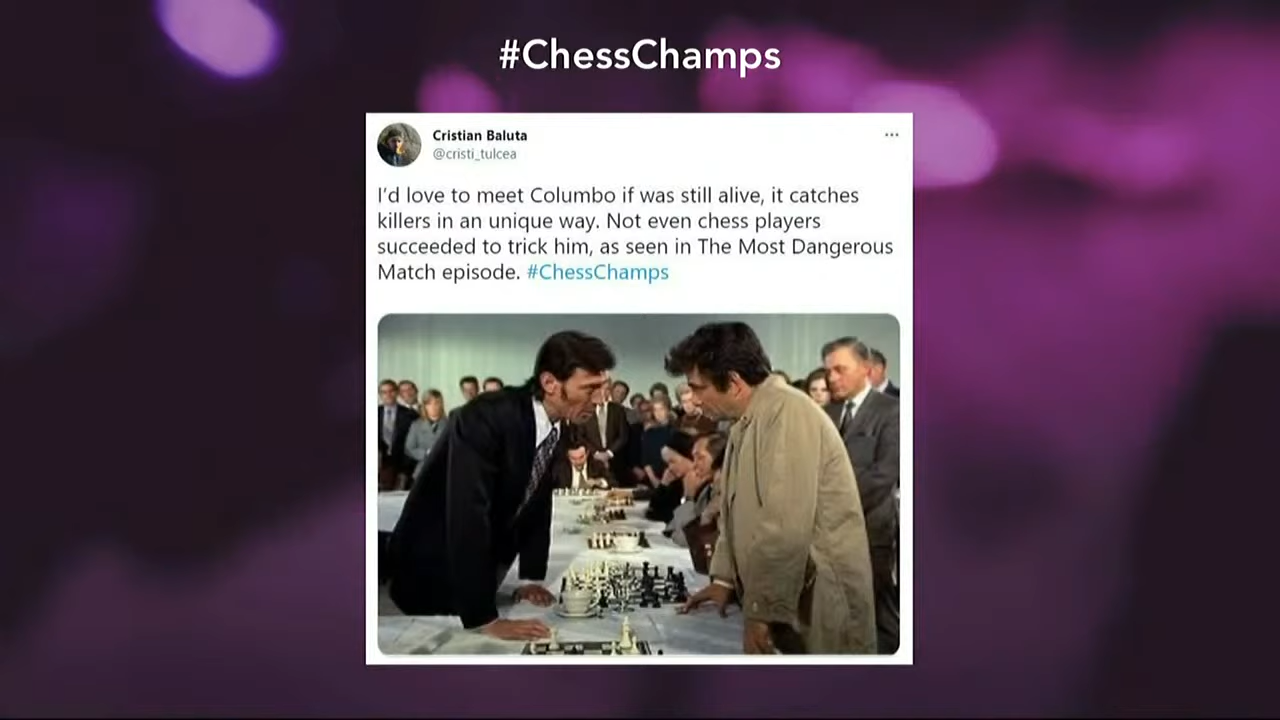 #ChessChamps
Cristian Baluta
@cristi_tulcea
I'd love to meet Columbo if was still alive, it catches
killers in an unique way. Not even chess players
succeeded to trick him, as seen in The Most Dangerous
Match episode. #ChessChamps